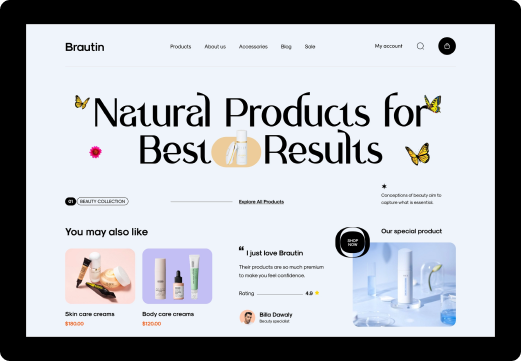 Brautin
Products
About us
Accessories
Blog
Sale
My account
Natural Products for
Best Results
01
BEAUTY COLLECTION
Explore All Products
Conceptions of beauty aim to
capture what is essential.
You may also like
Skin care creams
$190.00
Body care creams
$120.00
“ I just love Brautin
Their products are so much premium
to make you feel confidence.
Rating
4.9
Billa Dawaly
Beauty specialist
SHOP
NOW
Our special product